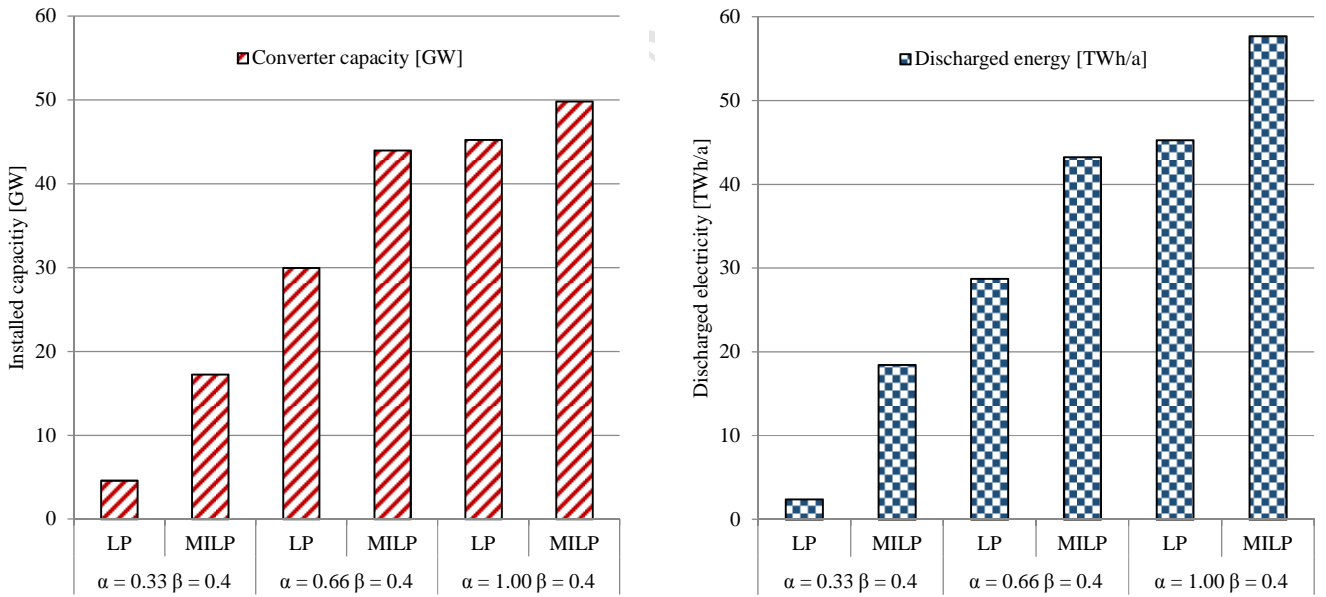 60
50
40
30
20
10
0
Installed capacitiy [GW]
Converter capacity [GW]
LP MILP LP MILP LP MILP
α = 0.33 β = 0.4 α = 0.66 β = 0.4 α = 1.00 β = 0.4
60
50
40
30
20
10
0
Discharged electricity [TWh/a]
Discharged energy [TWh/a]
LP MILP LP MILP LP MILP
α = 0.33 β = 0.4 α = 0.66 β = 0.4 α = 1.00 β = 0.4